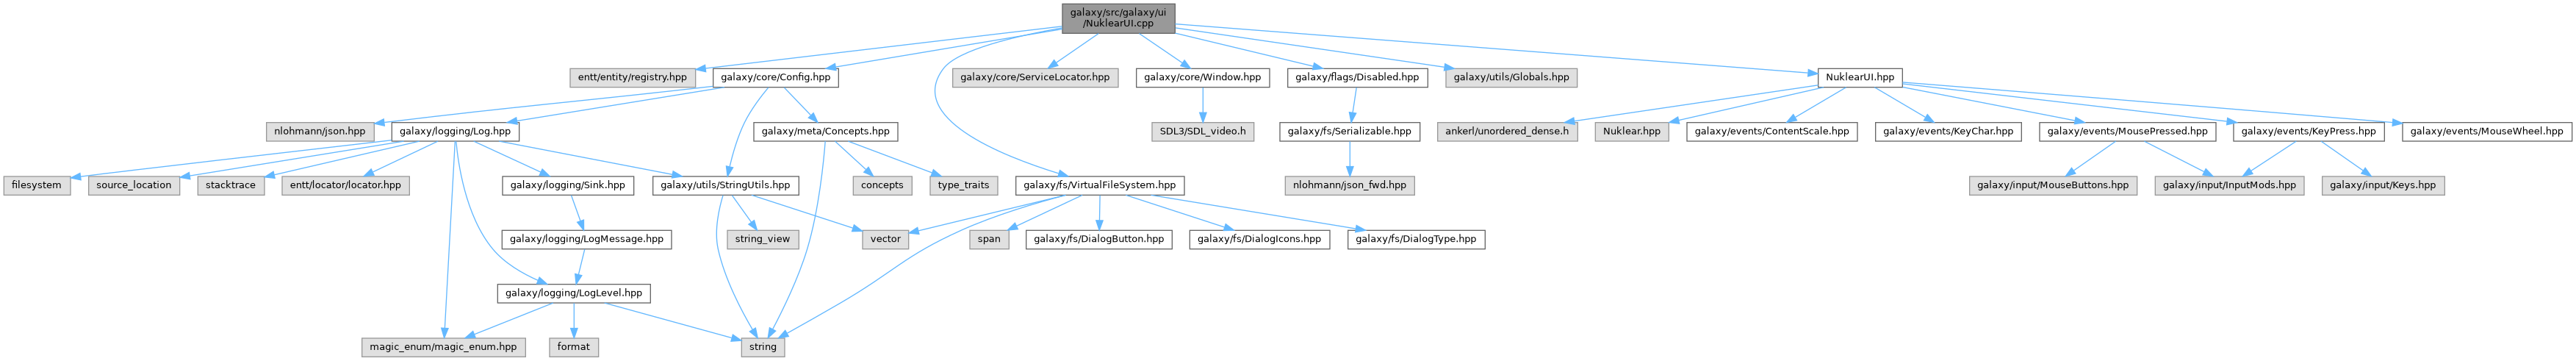 galaxy/src/galaxy/ui
/NuklearUI.cpp
entt/entity/registry.hpp
galaxy/core/Config.hpp
galaxy/core/ServiceLocator.hpp
galaxy/core/Window.hpp
galaxy/flags/Disabled.hpp
galaxy/utils/Globals.hpp
NuklearUI.hpp
nlohmann/json.hpp
galaxy/logging/Log.hpp
galaxy/meta/Concepts.hpp
SDL3/SDL_video.h
galaxy/fs/Serializable.hpp
ankerl/unordered_dense.h
Nuklear.hpp
galaxy/events/ContentScale.hpp
galaxy/events/KeyChar.hpp
galaxy/events/MousePressed.hpp
galaxy/events/KeyPress.hpp
galaxy/events/MouseWheel.hpp
filesystem
source_location
stacktrace
entt/locator/locator.hpp
galaxy/logging/Sink.hpp
galaxy/utils/StringUtils.hpp
concepts
type_traits
galaxy/fs/VirtualFileSystem.hpp
nlohmann/json_fwd.hpp
galaxy/input/MouseButtons.hpp
galaxy/input/InputMods.hpp
galaxy/input/Keys.hpp
galaxy/logging/LogMessage.hpp
string_view
vector
span
galaxy/fs/DialogButton.hpp
galaxy/fs/DialogIcons.hpp
galaxy/fs/DialogType.hpp
galaxy/logging/LogLevel.hpp
magic_enum/magic_enum.hpp
format
string